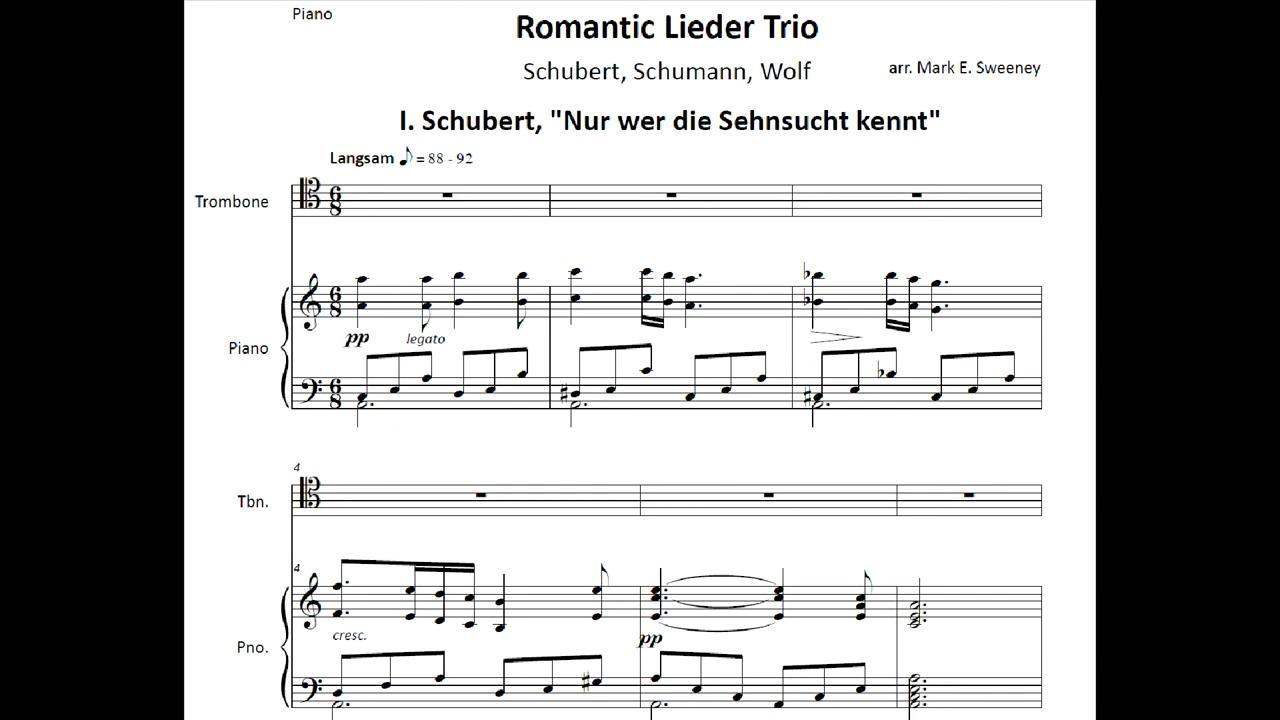 Piano
Romantic Lieder Trio
Schubert, Schumann, Wolf
arr. Mark E. Sweeney
I. Schubert, "Nur wer die Sehnsucht kennt"
Langsam ♪ = 88 - 92
Trombone
6 8
6 8
pp
legato
Piano
6 8
4
Tbn.
4
cresc.
pp
Pno.